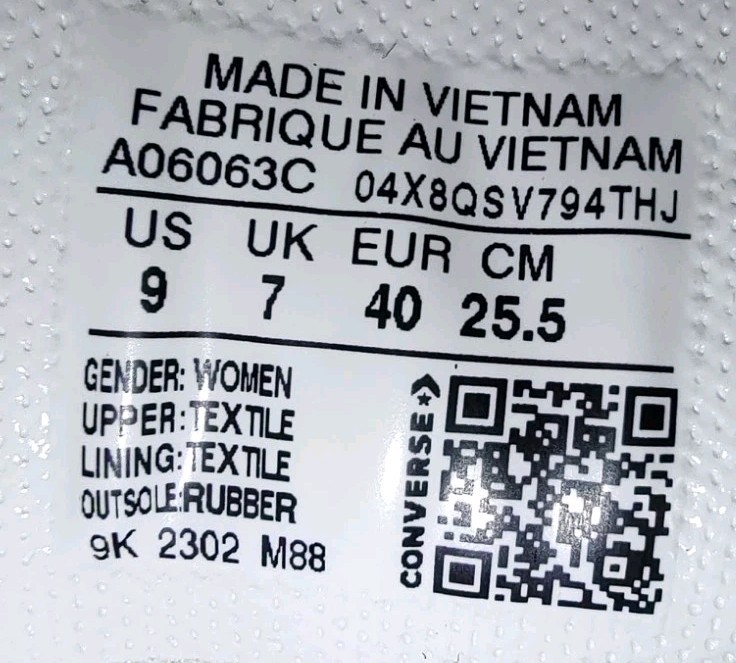 MADE IN VIETNAM
FABRIQUE AU VIETNAM
A06063C 04X8QSV794THJ
US UK EUR CM
9 7 40 25.5
GENDER: WOMEN
UPPER: TEXTILE
LINING: TEXTILE
OUTSOLE:RUBBER
9K 2302 M88
CONVERSE